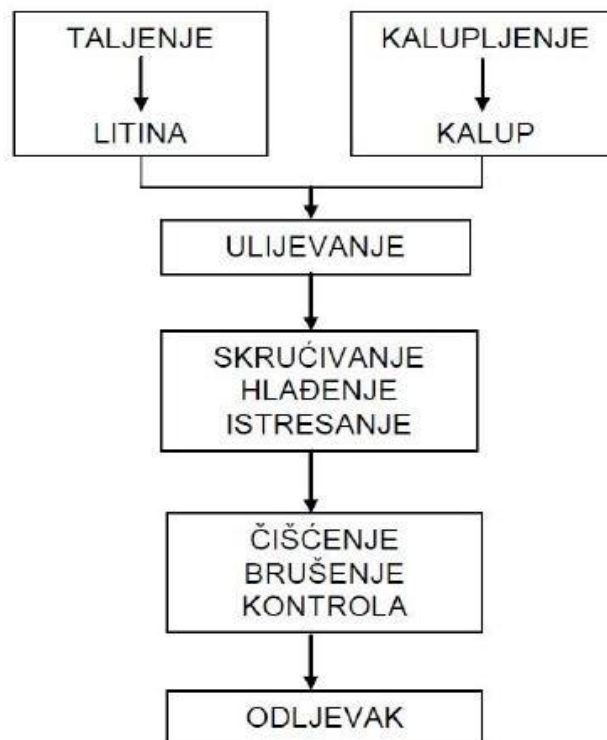 TALJENJE
LITINA
KALUPLJENJE
KALUP
ULIJEVANJE
SKRUĆIVANJE
HLAĐENJE
ISTRESANJE
ČIŠĆENJE
BRUŠENJE
KONTROLA
ODLJEVAK